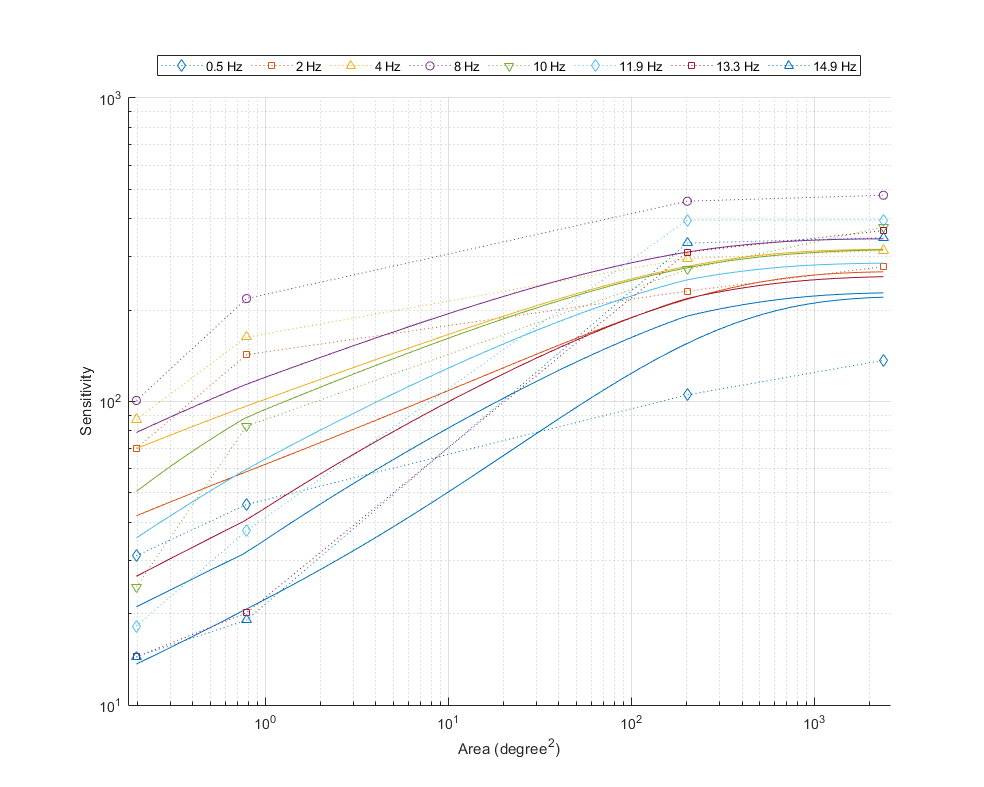 0.5 Hz 2 Hz 4 Hz 8 Hz 10 Hz 11.9 Hz 13.3 Hz 14.9 Hz
10³
10²
10¹
Sensitivity
10⁰ 10¹ 10² 10³
Area (degree²)